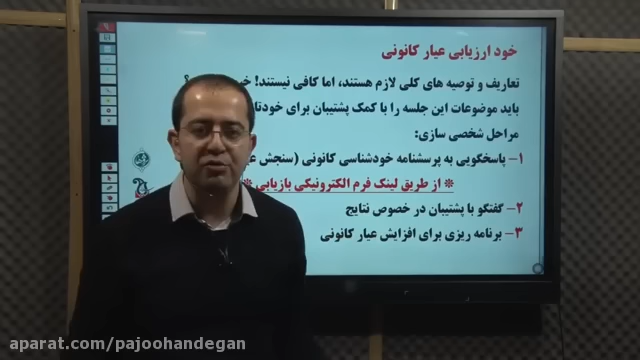 خود ارزیابی عیار کانونی
تعاریف و توصیه های کلی لازم هستند، اما کافی نیستند! ؟
باید موضوعات این جلسه را با کمک پشتیبان برای
مراحل شخصی سازی:
۱- پاسخگویی به پرسشنامه خودشناسی کانونی (سنجش
* از طریق لینک فرم الکترونیکی بازیابی *
۲- گفتگو با پشتیبان در خصوص نتایج
۳- برنامه ریزی برای افزایش عیار کانونی
aparat.com/pajoohandegan